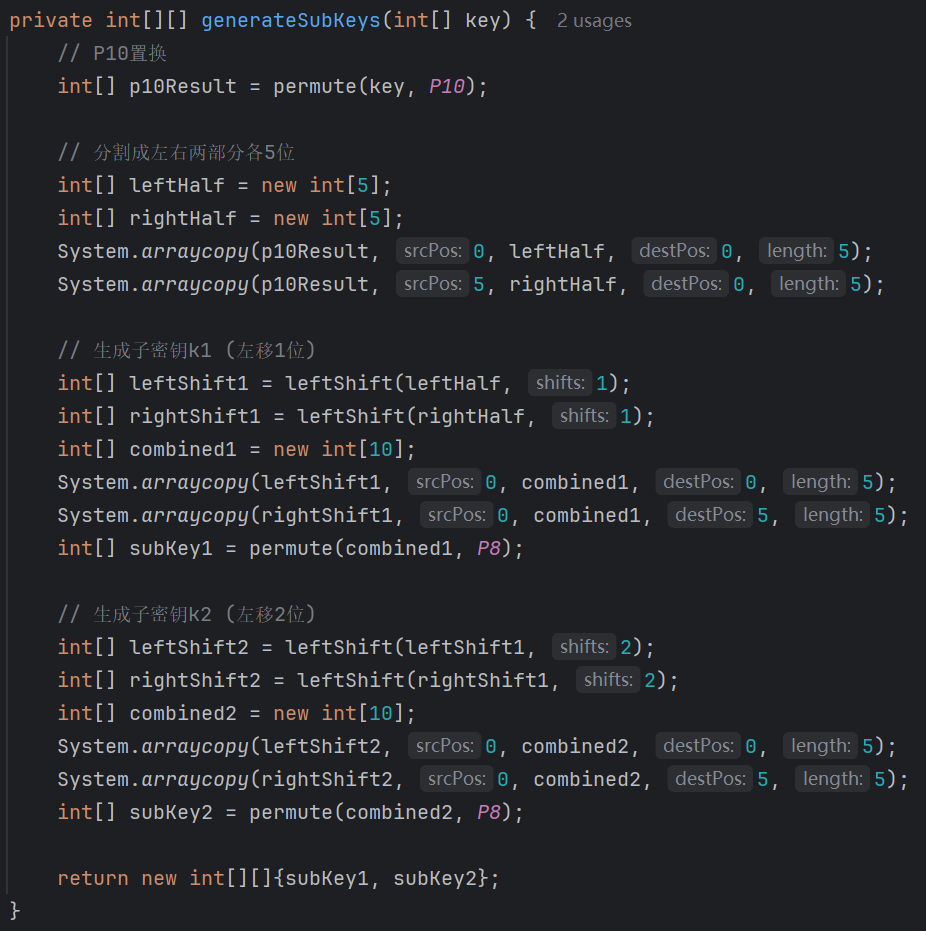 private int[][] generateSubKeys(int[] key) { 2 usages
// P10置换
int[] p10Result = permute(key, P10);
// 分割成左右两部分各5位
int[] leftHalf = new int[5];
int[] rightHalf = new int[5];
System.arraycopy(p10Result, srcPos: 0, leftHalf, destPos: 0, length: 5);
System.arraycopy(p10Result, srcPos: 5, rightHalf, destPos: 0, length: 5);
// 生成子密钥k1 (左移1位)
int[] leftShift1 = leftShift(leftHalf, shifts: 1);
int[] rightShift1 = leftShift(rightHalf, shifts: 1);
int[] combined1 = new int[10];
System.arraycopy(leftShift1, srcPos: 0, combined1, destPos: 0, length: 5);
System.arraycopy(rightShift1, srcPos: 0, combined1, destPos: 5, length: 5);
int[] subKey1 = permute(combined1, P8);
// 生成子密钥k2 (左移2位)
int[] leftShift2 = leftShift(leftShift1, shifts: 2);
int[] rightShift2 = leftShift(rightShift1, shifts: 2);
int[] combined2 = new int[10];
System.arraycopy(leftShift2, srcPos: 0, combined2, destPos: 0, length: 5);
System.arraycopy(rightShift2, srcPos: 0, combined2, destPos: 5, length: 5);
int[] subKey2 = permute(combined2, P8);
return new int[][]{subKey1, subKey2};
}